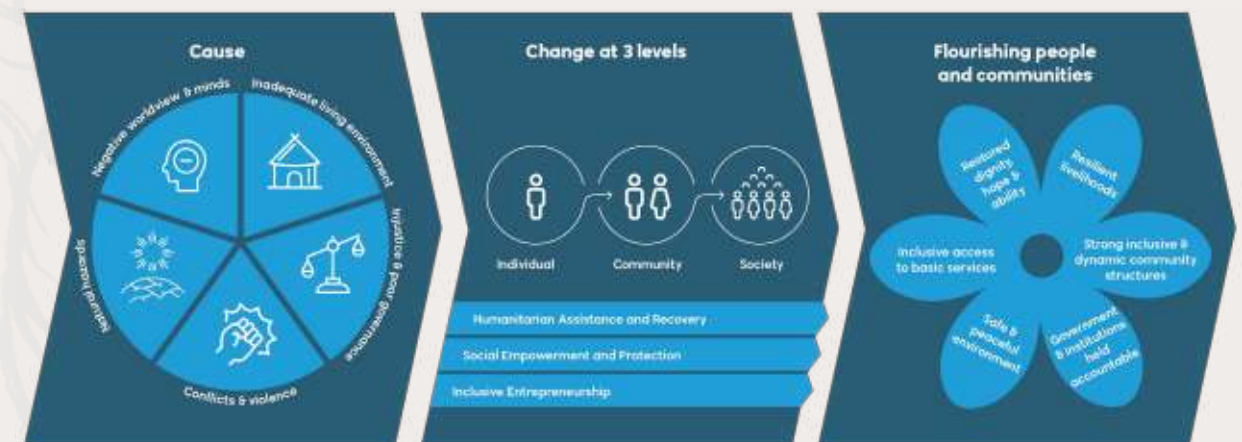 Cause
Negative worldview & minds
Inadequate living environment
Injustice & poor governance
Conflicts & violence
Natural hazards
Change at 3 levels
Individual
Community
Society
Humanitarian Assistance and Recovery
Social Empowerment and Protection
Inclusive Entrepreneurship
Flourishing people
and communities
Restored
dignity,
hope &
ability
Resilient
livelihoods
Inclusive access
to basic services
Strong inclusive &
dynamic community
structures
Safe &
peaceful
environment
Government
& institutions
held
accountable